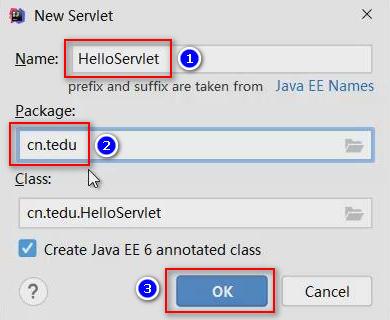 New Servlet
Name: HelloServlet 1
prefix and suffix are taken from Java EE Names
Package:
cn.tedu 2
Class:
cn.tedu.HelloServlet
Create Java EE 6 annotated class
? 3 OK Cancel